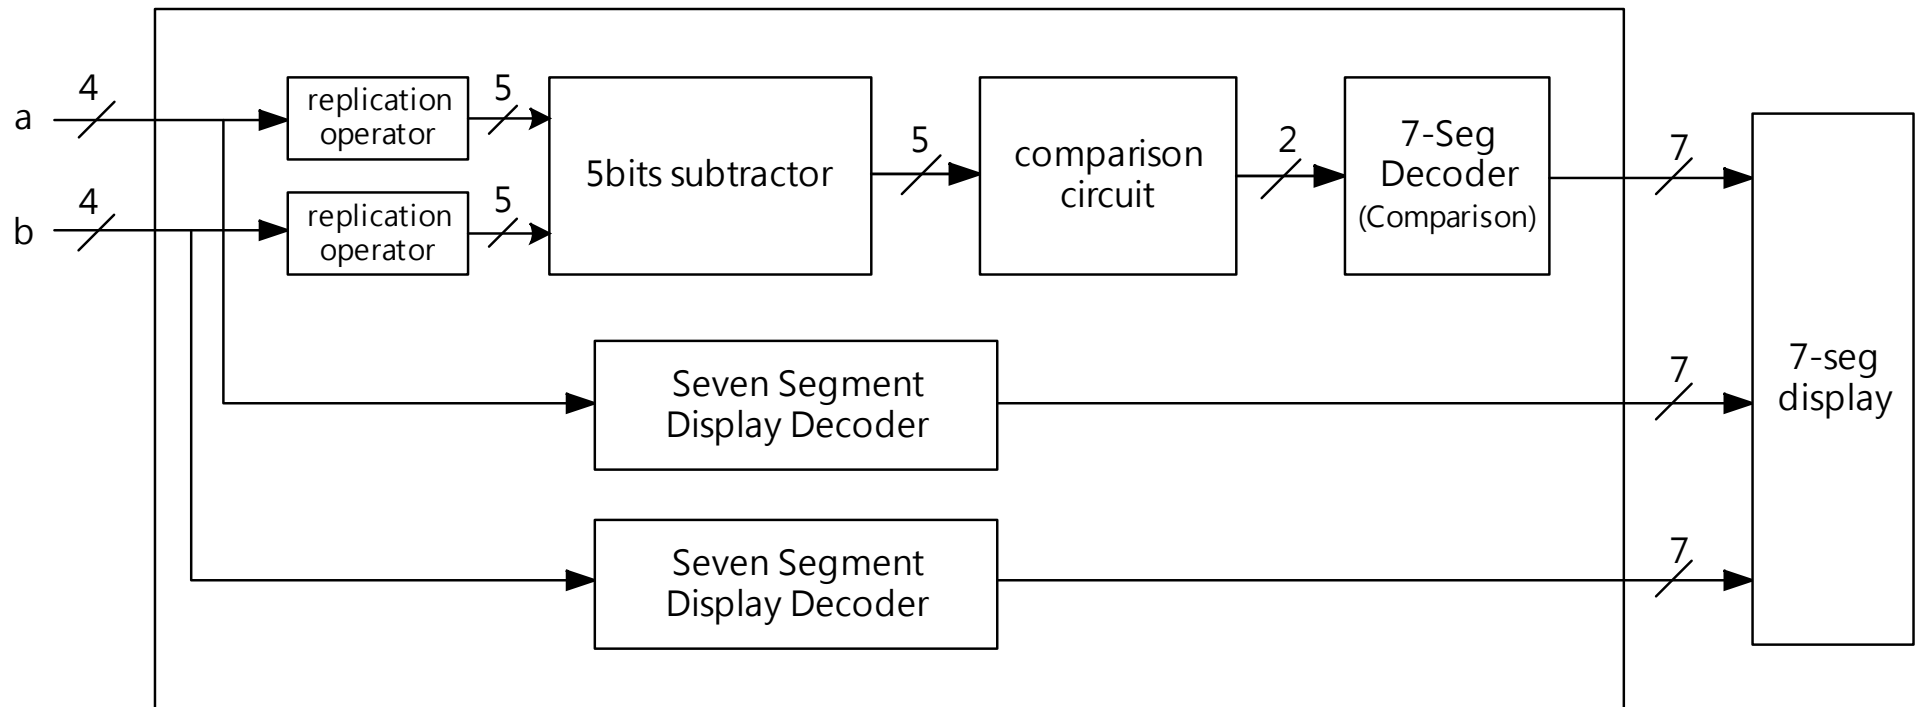 4
a
replication
operator
5
4
b
replication
operator
5
5bits subtractor
5
comparison
circuit
2
7-Seg
Decoder
(Comparison)
7
Seven Segment
Display Decoder
7
Seven Segment
Display Decoder
7
7-seg
display